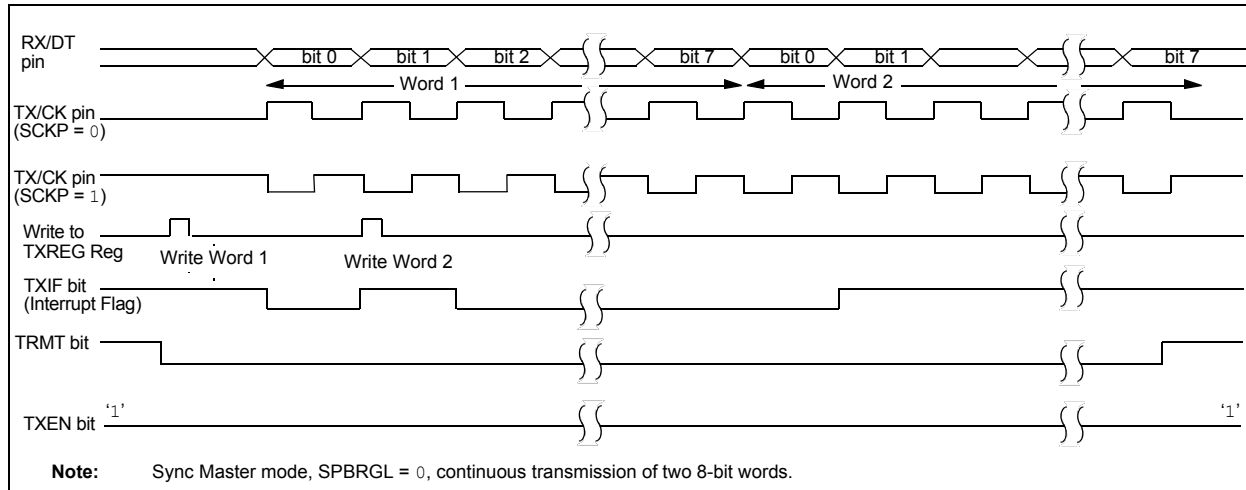 RX/DT
pin
bit 0 bit 1 bit 2 bit 7 bit 0 bit 1 bit 7
Word 1 Word 2
TX/CK pin
(SCKP = 0)
TX/CK pin
(SCKP = 1)
Write to
TXREG Reg
Write Word 1 Write Word 2
TXIF bit
(Interrupt Flag)
TRMT bit
TXEN bit ‘1’ ‘1’
Note: Sync Master mode, SPBRGL = 0, continuous transmission of two 8-bit words.